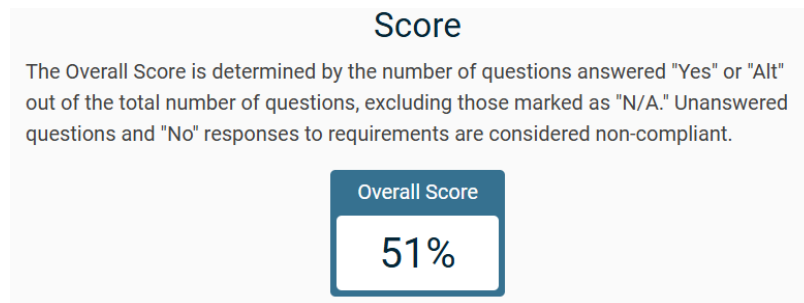 Score
The Overall Score is determined by the number of questions answered "Yes" or "Alt"
out of the total number of questions, excluding those marked as "N/A." Unanswered
questions and "No" responses to requirements are considered non-compliant.
Overall Score
51%